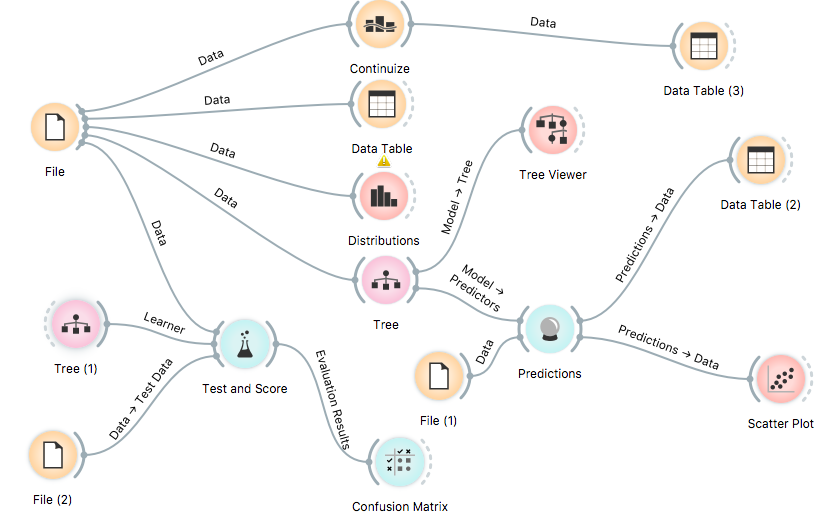 Data
Continuize
Data
Data Table (3)
Data
Data Table
Data
Distributions
File
Data
Tree
Model → Tree
Tree Viewer
Model →
Predictors
Predictions → Data
Data Table (2)
Data
Tree (1)
Learner
Test and Score
Data → Test Data
File (2)
Evaluation Results
Confusion Matrix
File (1)
Data
Predictions
Predictions → Data
Scatter Plot